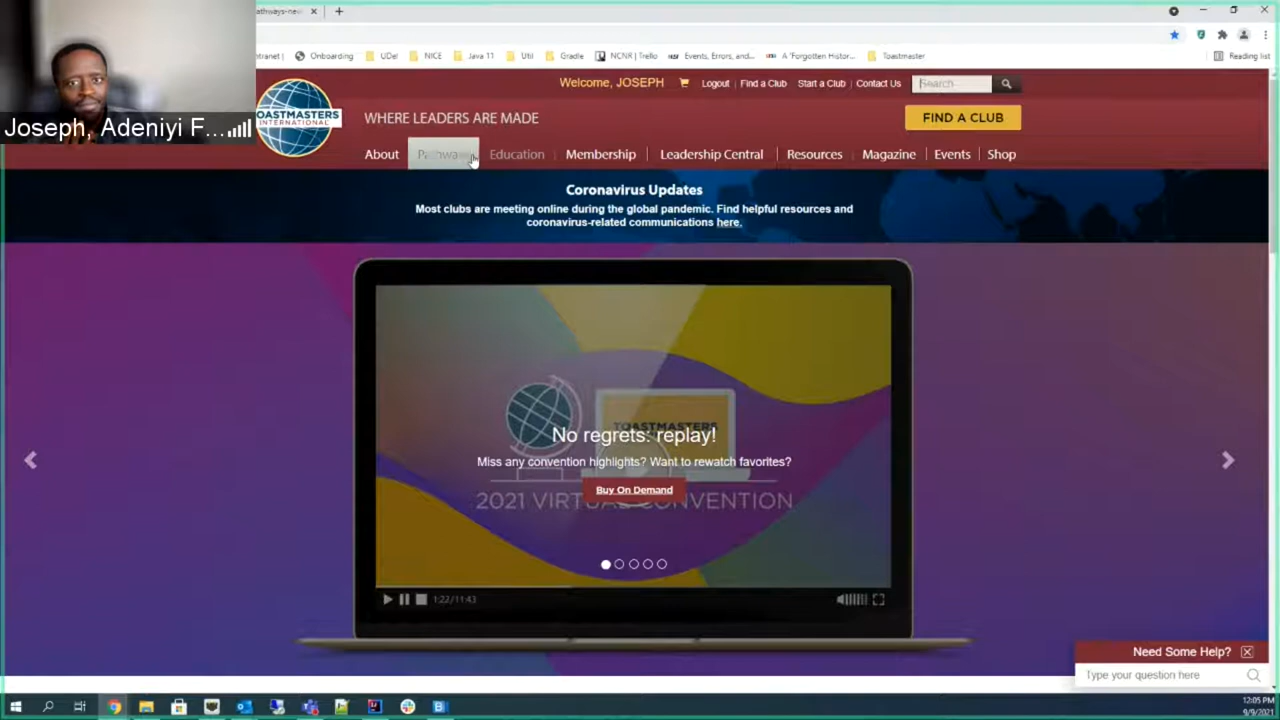 athways-ne
Reading list
ntranet
Onboarding
UDel
NICE
Java 11
Util
Gradle
NCNR | Trello
Events, Errors, and...
A 'Forgotten Histor...
Toastmaster
Joseph, Adeniyi F...
Welcome, JOSEPH
Logout
Find a Club
Start a Club
Contact Us
Search
OASTMASTERS
INTERNATIONAL
WHERE LEADERS ARE MADE
FIND A CLUB
About
Pathways
Education
Membership
Leadership Central
Resources
Magazine
Events
Shop
Coronavirus Updates
Most clubs are meeting online during the global pandemic. Find helpful resources and
coronavirus-related communications here.
TOASTMASTERS
No regrets: replay!
Miss any convention highlights? Want to rewatch favorites?
Buy On Demand
2021 VIRTUAL CONVENTION
1:22/11:43
Need Some Help?
Type your question here
12:05 PM
9/9/2021